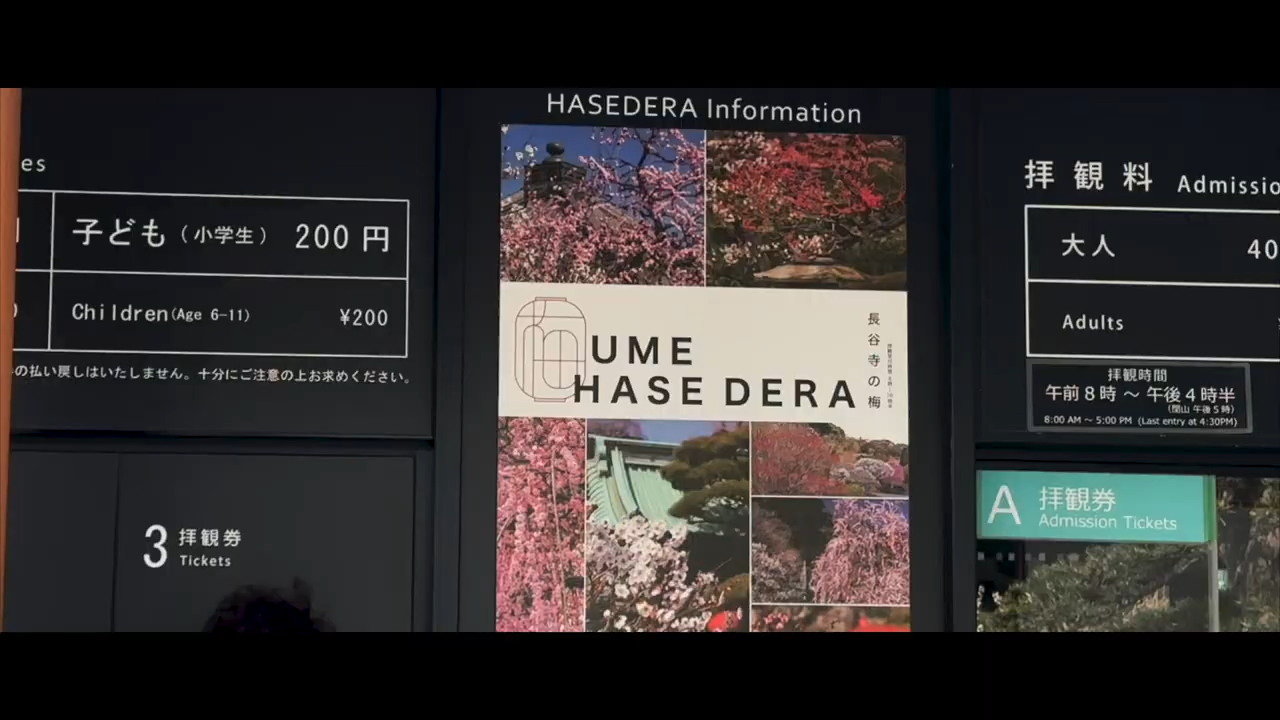 HASEDERA Information
es
子ども（小学生） 200 円
Children(Age 6-11) ¥200
の払い戻しはいたしません。十分にご注意の上お求めください。
3 拝観券
Tickets
UME
HASE DERA
長谷寺の梅
拝観料 Admissio
大人 40
Adults
拝観時間
午前8時 ～ 午後4時半
(閉山 午後5時)
8:00 AM ～ 5:00 PM (Last entry at 4:30PM)
A 拝観券
Admission Tickets